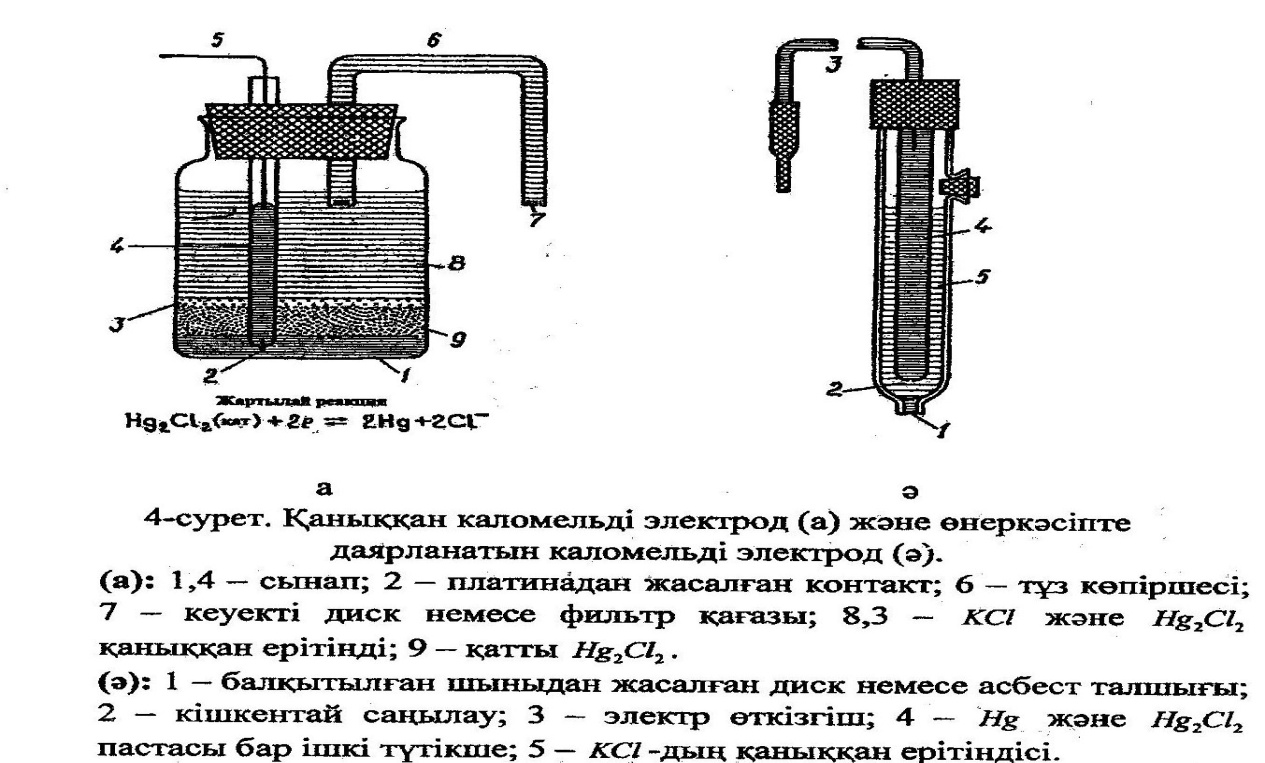 5
6
3
4
7
8
4
5
3
9
2
1
2
1
Жартылай реакция
Hg₂Cl₂(кат) + 2e ⇌ 2Hg+2Cl⁻
а
ә
4-сурет. Қаныққан каломельді электрод (а) және өнеркәсіпте
даярланатын каломельді электрод (ә).
(а): 1,4 – сынап; 2 – платинадан жасалған контакт; 6 – тұз көпіршесі;
7 – кеуекті диск немесе фильтр қағазы; 8,3 – KCl және Hg₂Cl₂
қаныққан ерітінді; 9 – қатты Hg₂Cl₂.
(ә): 1 – балқытылған шыныдан жасалған диск немесе асбест талшығы;
2 – кішкентай саңылау; 3 – электр өткізгіш; 4 – Hg және Hg₂Cl₂
пастасы бар ішкі түтікше; 5 – KCl -дың қаныққан ерітіндісі.